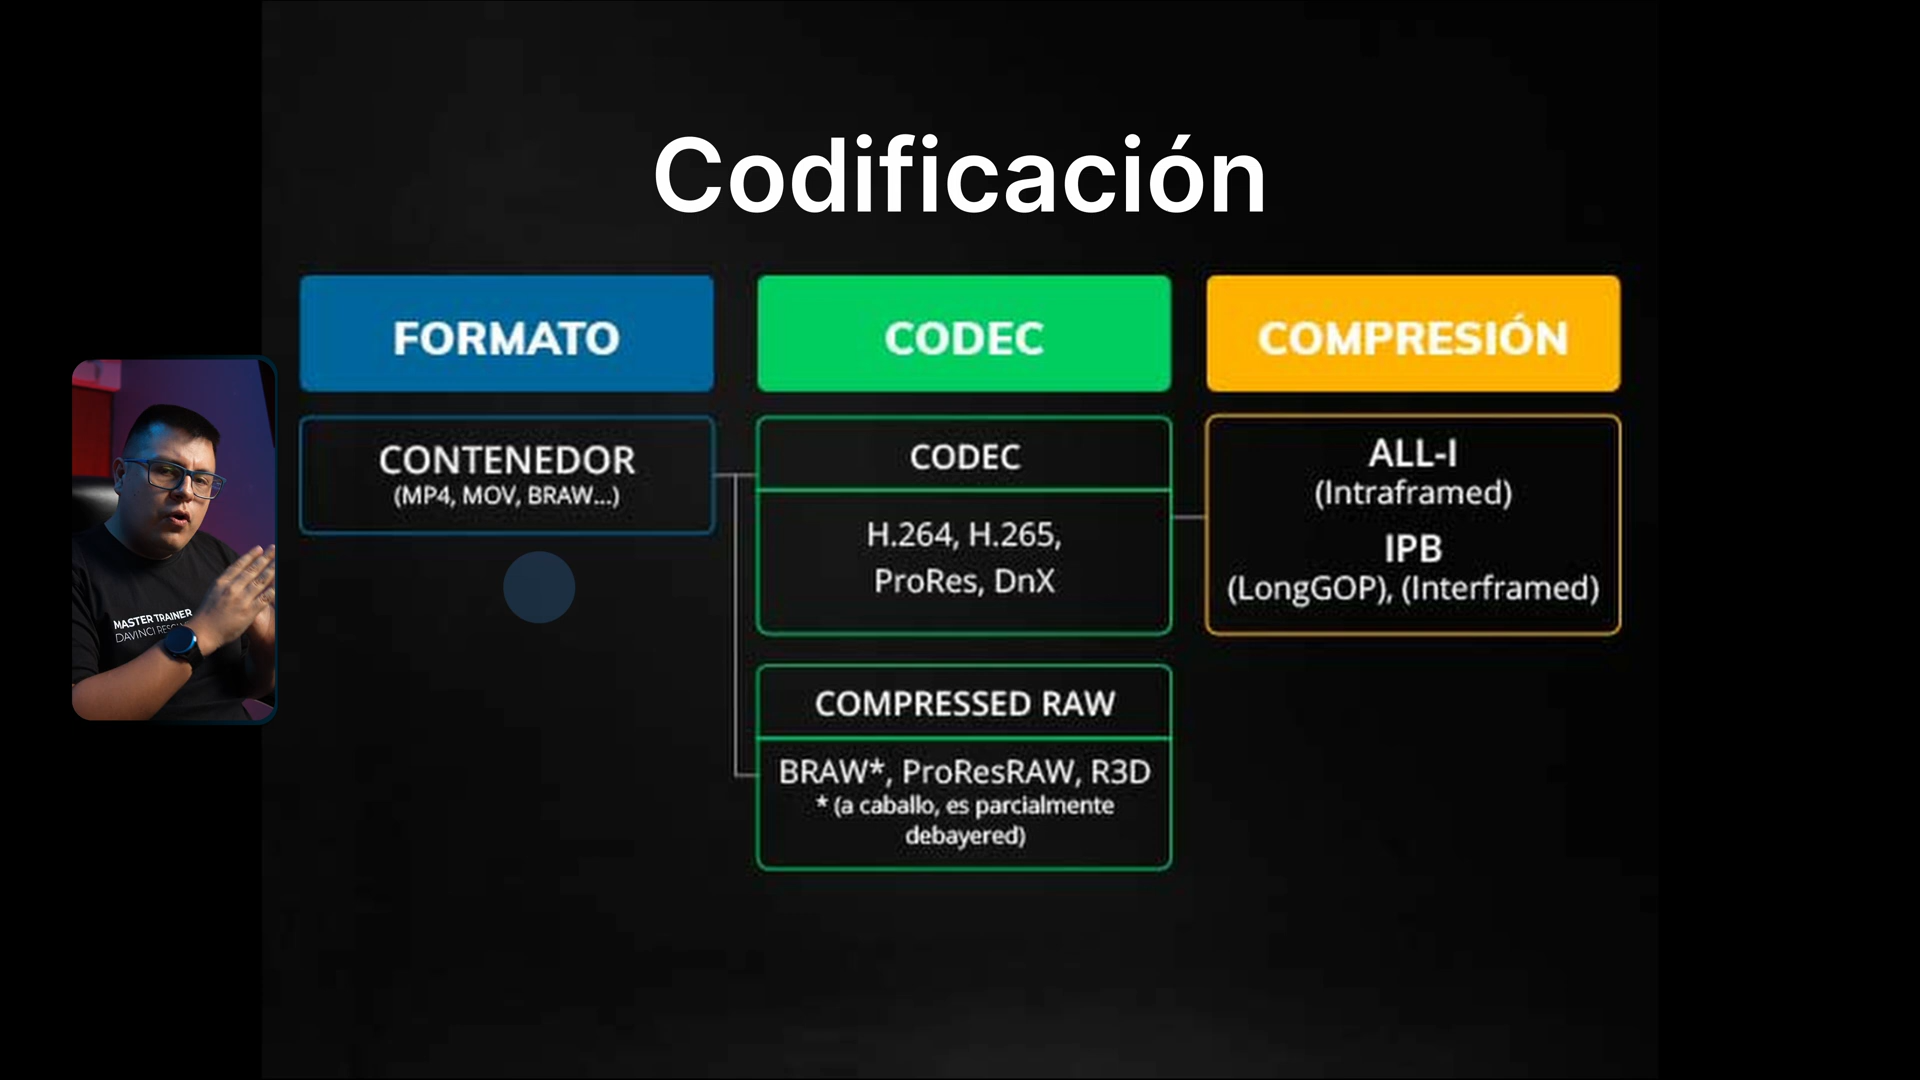 Codificación
FORMATO
CONTENEDOR
(MP4, MOV, BRAW...)
CODEC
CODEC
H.264, H.265,
ProRes, DnX
COMPRESSED RAW
BRAW*, ProResRAW, R3D
* (a caballo, es parcialmente
debayered)
COMPRESIÓN
ALL-I
(Intraframed)
IPB
(LongGOP), (Interframed)
MASTER TRAINER
DAVINCI